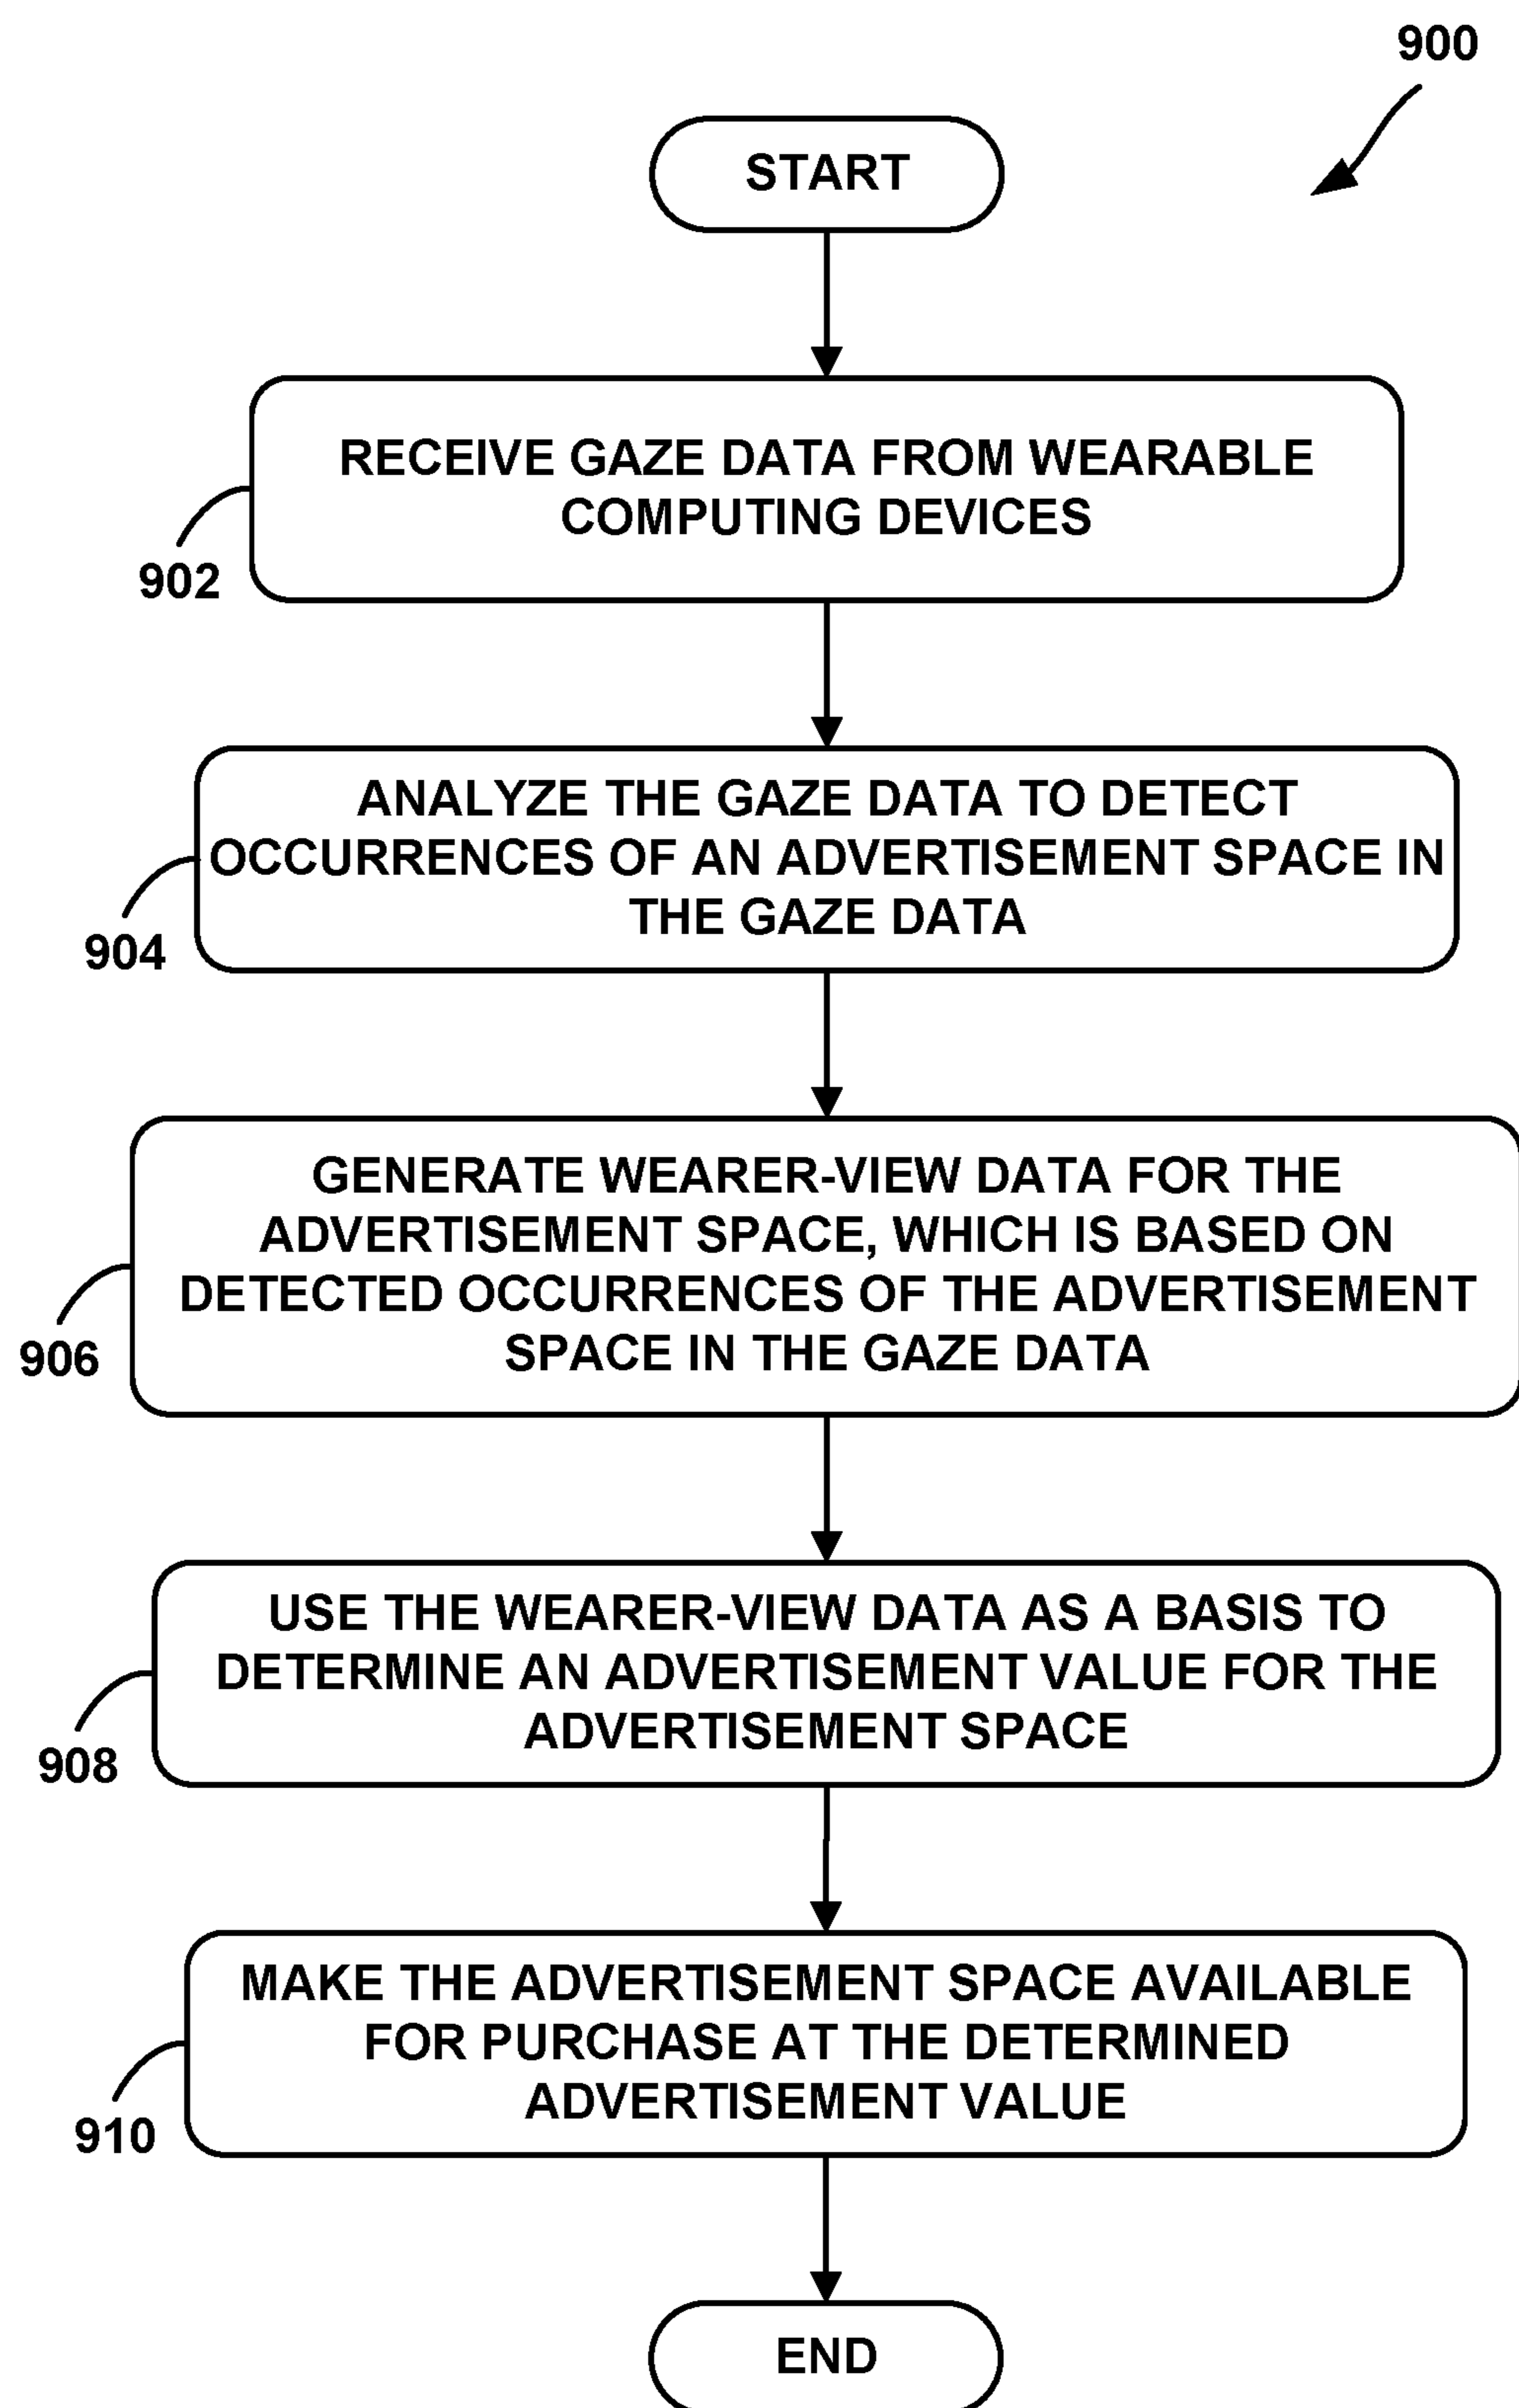 900
START
RECEIVE GAZE DATA FROM WEARABLE
COMPUTING DEVICES
902
ANALYZE THE GAZE DATA TO DETECT
OCCURRENCES OF AN ADVERTISEMENT SPACE IN
THE GAZE DATA
904
GENERATE WEARER-VIEW DATA FOR THE
ADVERTISEMENT SPACE, WHICH IS BASED ON
DETECTED OCCURRENCES OF THE ADVERTISEMENT
SPACE IN THE GAZE DATA
906
USE THE WEARER-VIEW DATA AS A BASIS TO
DETERMINE AN ADVERTISEMENT VALUE FOR THE
ADVERTISEMENT SPACE
908
MAKE THE ADVERTISEMENT SPACE AVAILABLE
FOR PURCHASE AT THE DETERMINED
ADVERTISEMENT VALUE
910
END